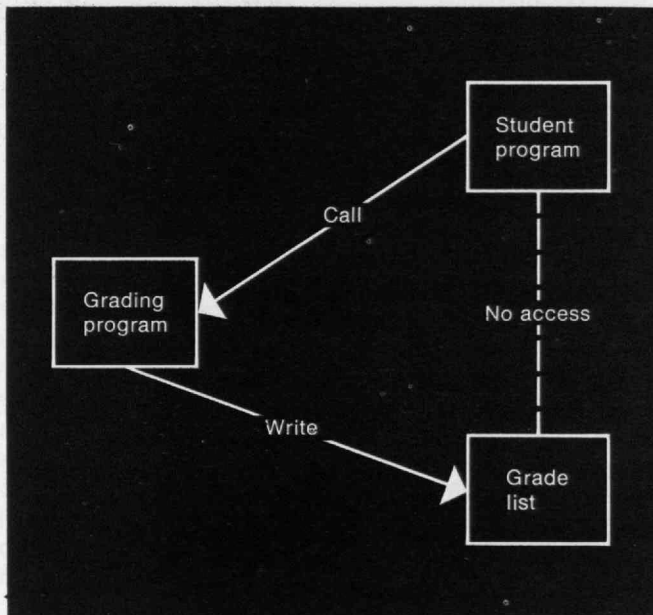 Student
program
Call
Grading
program
No access
Write
Grade
list